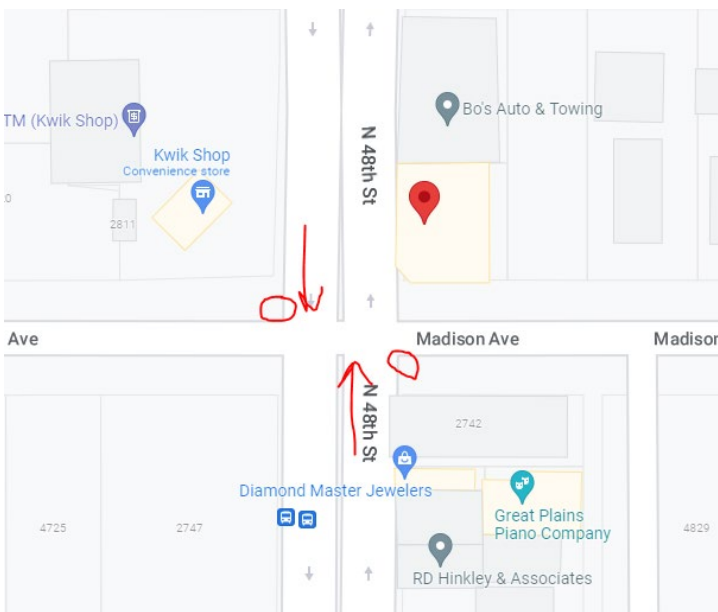 Bo's Auto & Towing
TM (Kwik Shop)
N 48th St
Kwik Shop
Convenience store
2811
Ave
Madison Ave
Madison
N 48th St
2742
Diamond Master Jewelers
Great Plains
Piano Company
4725
2747
4829
RD Hinkley & Associates